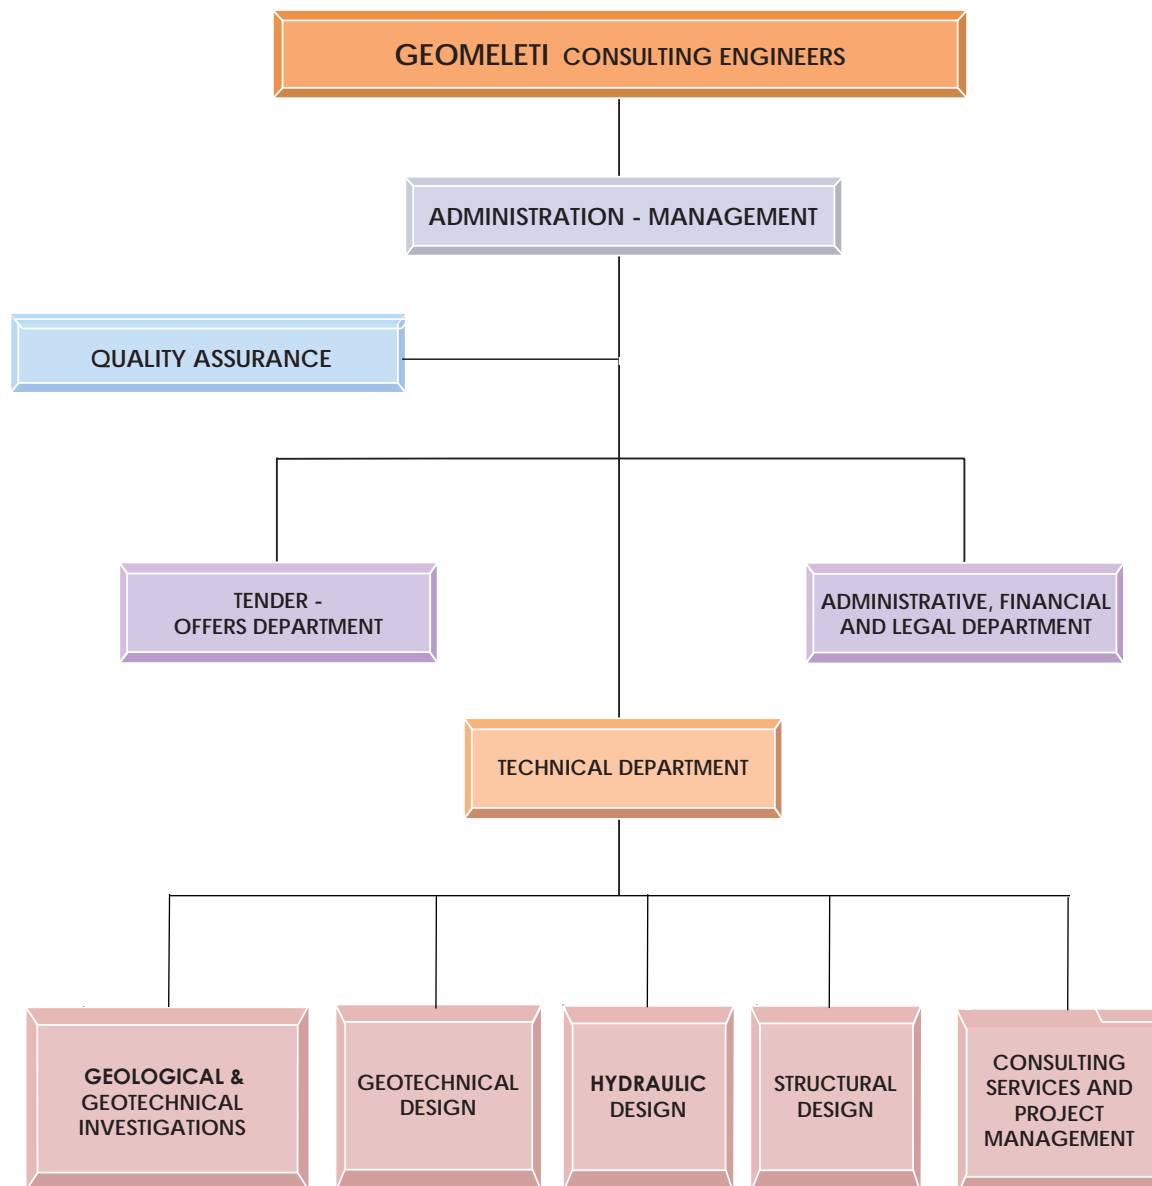 GEOMELETI CONSULTING ENGINEERS
ADMINISTRATION - MANAGEMENT
QUALITY ASSURANCE
TENDER -
OFFERS DEPARTMENT
ADMINISTRATIVE, FINANCIAL
AND LEGAL DEPARTMENT
TECHNICAL DEPARTMENT
GEOLOGICAL &
GEOTECHNICAL
INVESTIGATIONS
GEOTECHNICAL
DESIGN
HYDRAULIC
DESIGN
STRUCTURAL
DESIGN
CONSULTING
SERVICES AND
PROJECT
MANAGEMENT